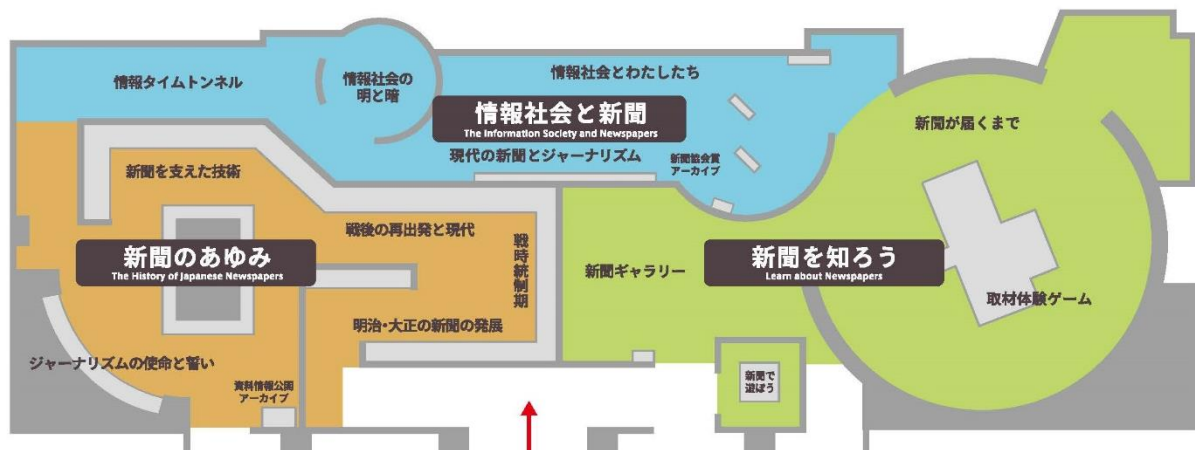 情報タイムトンネル
情報社会の
明と暗
情報社会とわたしたち
情報社会と新聞
The Information Society and Newspapers
現代の新聞とジャーナリズム
新聞協会賞
アーカイブ
新聞が届くまで
新聞を支えた技術
戦後の再出発と現代
戦時統制期
新聞のあゆみ
The History of Japanese Newspapers
明治・大正の新聞の発展
ジャーナリズムの使命と誓い
資料情報公開
アーカイブ
新聞ギャラリー
新聞を知ろう
Learn about Newspapers
取材体験ゲーム
新聞で
遊ぼう